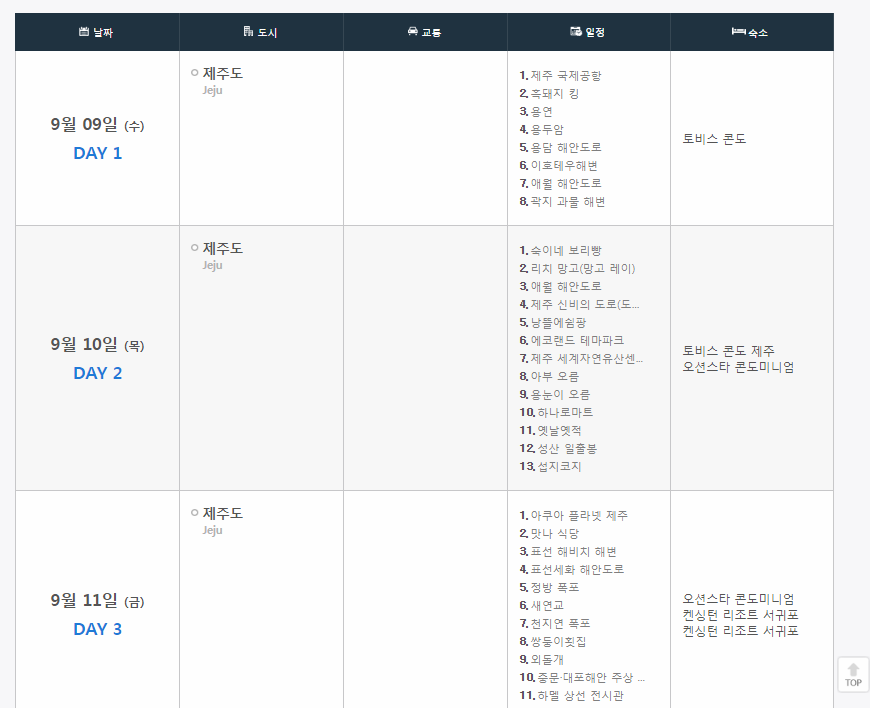 날짜
도시
교통
일정
숙소
9월 09일 (수)
DAY 1
제주도
Jeju
1. 제주 국제공항
2. 흑돼지 킹
3. 용연
4. 용두암
5. 용담 해안도로
6. 이호테우해변
7. 애월 해안도로
8. 곽지 과물 해변
토비스 콘도
9월 10일 (목)
DAY 2
제주도
Jeju
1. 숙이네 보리빵
2. 리치 망고(망고 레이)
3. 애월 해안도로
4. 제주 신비의 도로(도...
5. 낭뜰에쉼팡
6. 에코랜드 테마파크
7. 제주 세계자연유산센...
8. 아부 오름
9. 용눈이 오름
10. 하나로마트
11. 옛날옛적
12. 성산 일출봉
13. 섭지코지
토비스 콘도 제주
오션스타 콘도미니엄
9월 11일 (금)
DAY 3
제주도
Jeju
1. 아쿠아 플라넷 제주
2. 맛나 식당
3. 표선 해비치 해변
4. 표선세화 해안도로
5. 정방 폭포
6. 새연교
7. 천지연 폭포
8. 쌍둥이횟집
9. 외돌개
10. 중문·대포해안 주상 ...
11. 하멜 상선 전시관
오션스타 콘도미니엄
켄싱턴 리조트 서귀포
켄싱턴 리조트 서귀포
TOP